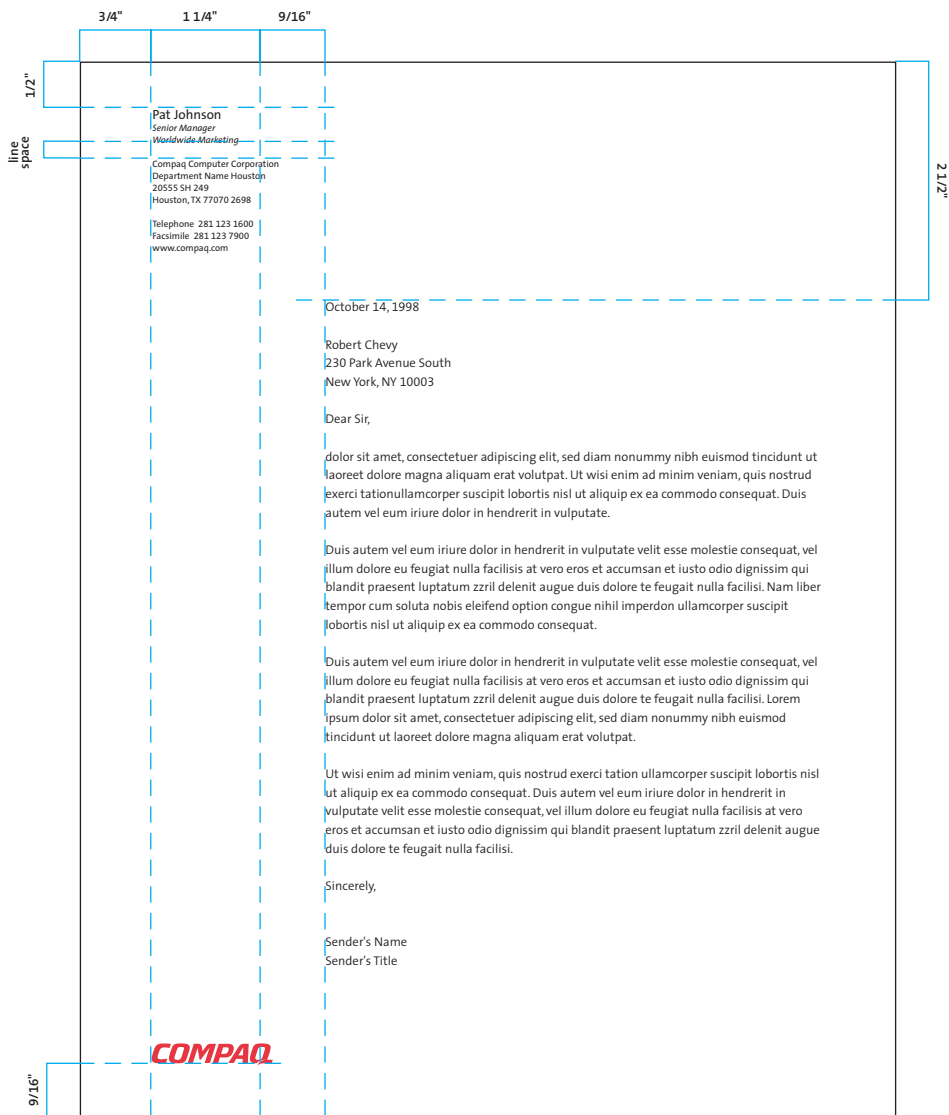 3/4" 1 1/4" 9/16"
1/2"
Pat Johnson
Senior Manager
Worldwide Marketing
line
space
Compaq Computer Corporation
Department Name Houston
20555 SH 249
Houston, TX 77070 2698
Telephone 281 123 1600
Facsimile 281 123 7900
www.compaq.com
2 1/2"
October 14, 1998
Robert Chevy
230 Park Avenue South
New York, NY 10003
Dear Sir,
dolor sit amet, consectetuer adipiscing elit, sed diam nonummy nibh euismod tincidunt ut
laoreet dolore magna aliquam erat volutpat. Ut wisi enim ad minim veniam, quis nostrud
exerci tationullamcorper suscipit lobortis nisl ut aliquip ex ea commodo consequat. Duis
autem vel eum iriure dolor in hendrerit in vulputate.
Duis autem vel eum iriure dolor in hendrerit in vulputate velit esse molestie consequat, vel
illum dolore eu feugiat nulla facilisis at vero eros et accumsan et iusto odio dignissim qui
blandit praesent luptatum zzril delenit augue duis dolore te feugait nulla facilisi. Nam liber
tempor cum soluta nobis eleifend option congue nihil imperdon ullamcorper suscipit
lobortis nisl ut aliquip ex ea commodo consequat.
Duis autem vel eum iriure dolor in hendrerit in vulputate velit esse molestie consequat, vel
illum dolore eu feugiat nulla facilisis at vero eros et accumsan et iusto odio dignissim qui
blandit praesent luptatum zzril delenit augue duis dolore te feugait nulla facilisi. Lorem
ipsum dolor sit amet, consectetuer adipiscing elit, sed diam nonummy nibh euismod
tincidunt ut laoreet dolore magna aliquam erat volutpat.
Ut wisi enim ad minim veniam, quis nostrud exerci tation ullamcorper suscipit lobortis nisl
ut aliquip ex ea commodo consequat. Duis autem vel eum iriure dolor in hendrerit in
vulputate velit esse molestie consequat, vel illum dolore eu feugiat nulla facilisis at vero
eros et accumsan et iusto odio dignissim qui blandit praesent luptatum zzril delenit augue
duis dolore te feugait nulla facilisi.
Sincerely,
Sender's Name
Sender's Title
COMPAQ
9/16"